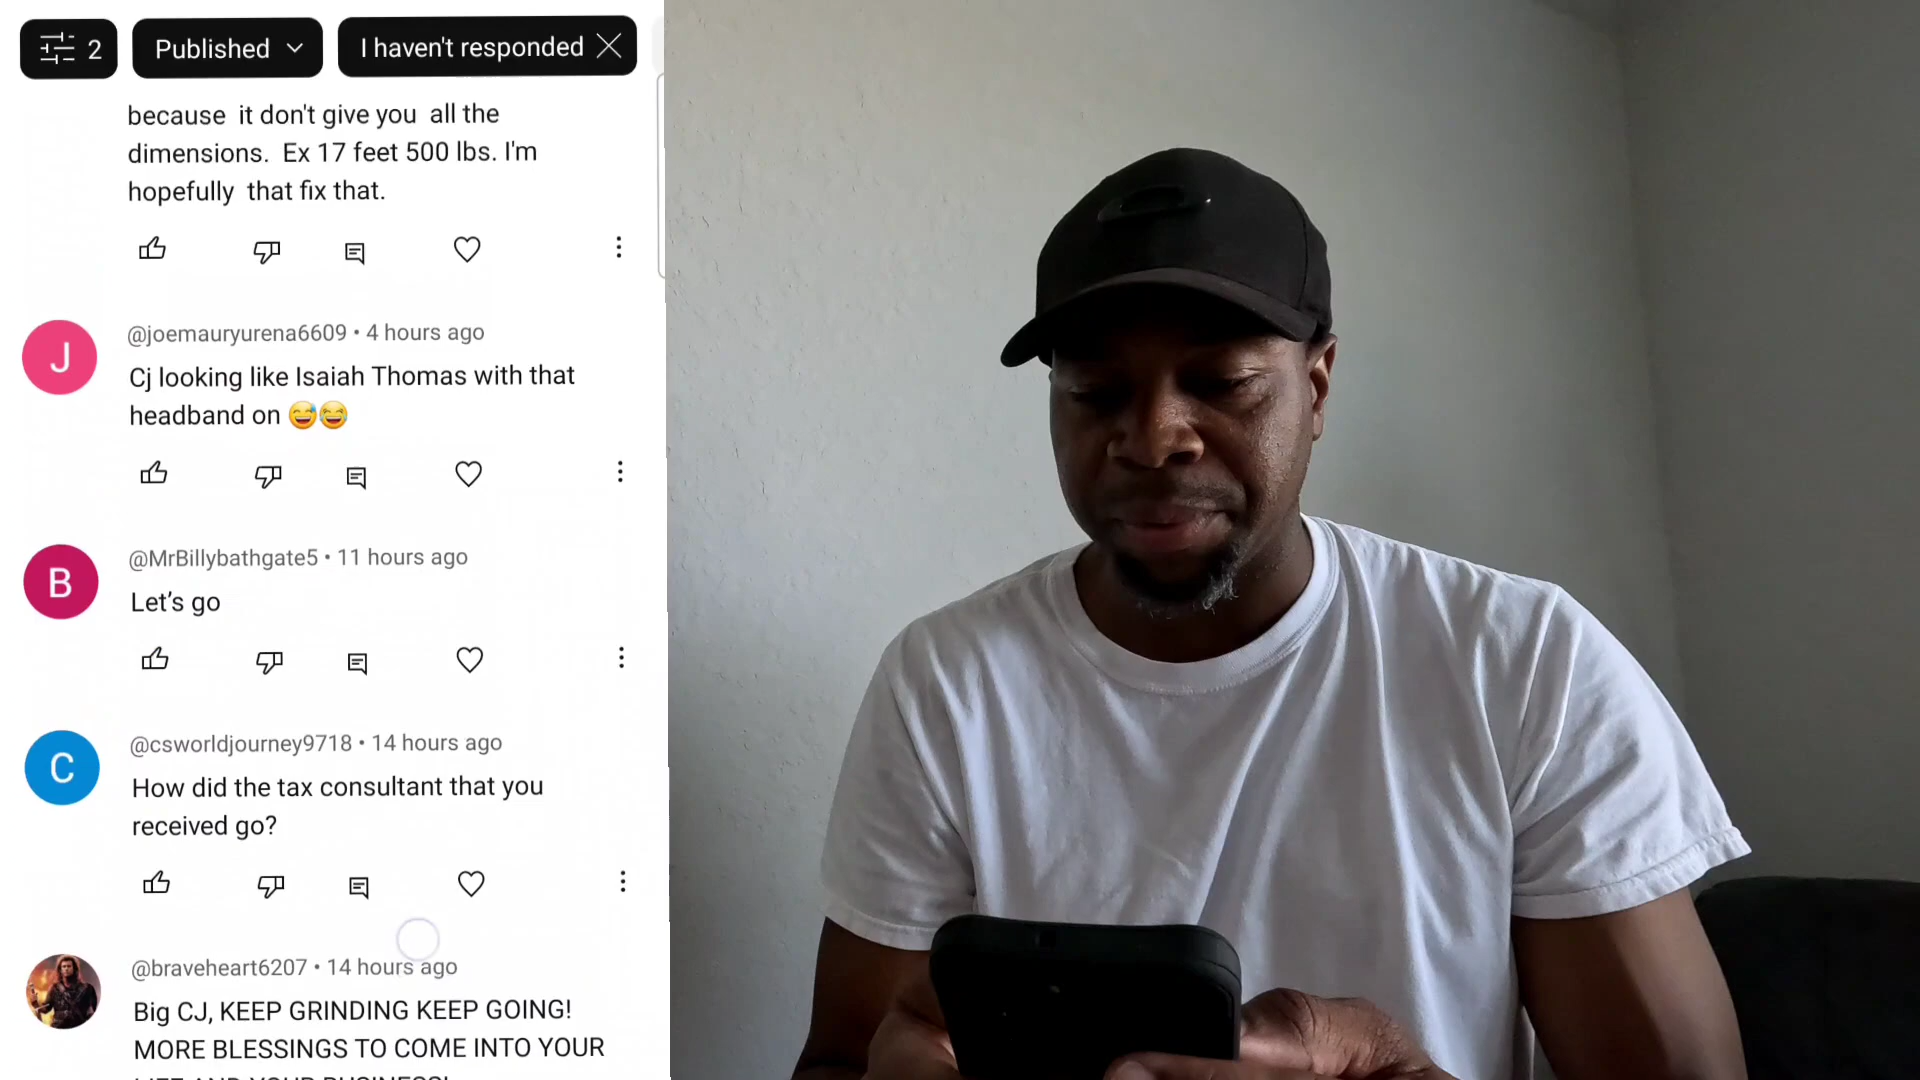 2 Published I haven't responded
because it don't give you all the
dimensions. Ex 17 feet 500 lbs. I'm
hopefully that fix that.
@joemauryurena6609 • 4 hours ago
J
Cj looking like Isaiah Thomas with that
headband on 😅😂
@MrBillybathgate5 • 11 hours ago
B
Let’s go
@csworldjourney9718 • 14 hours ago
C
How did the tax consultant that you
received go?
@braveheart6207 • 14 hours ago
Big CJ, KEEP GRINDING KEEP GOING!
MORE BLESSINGS TO COME INTO YOUR